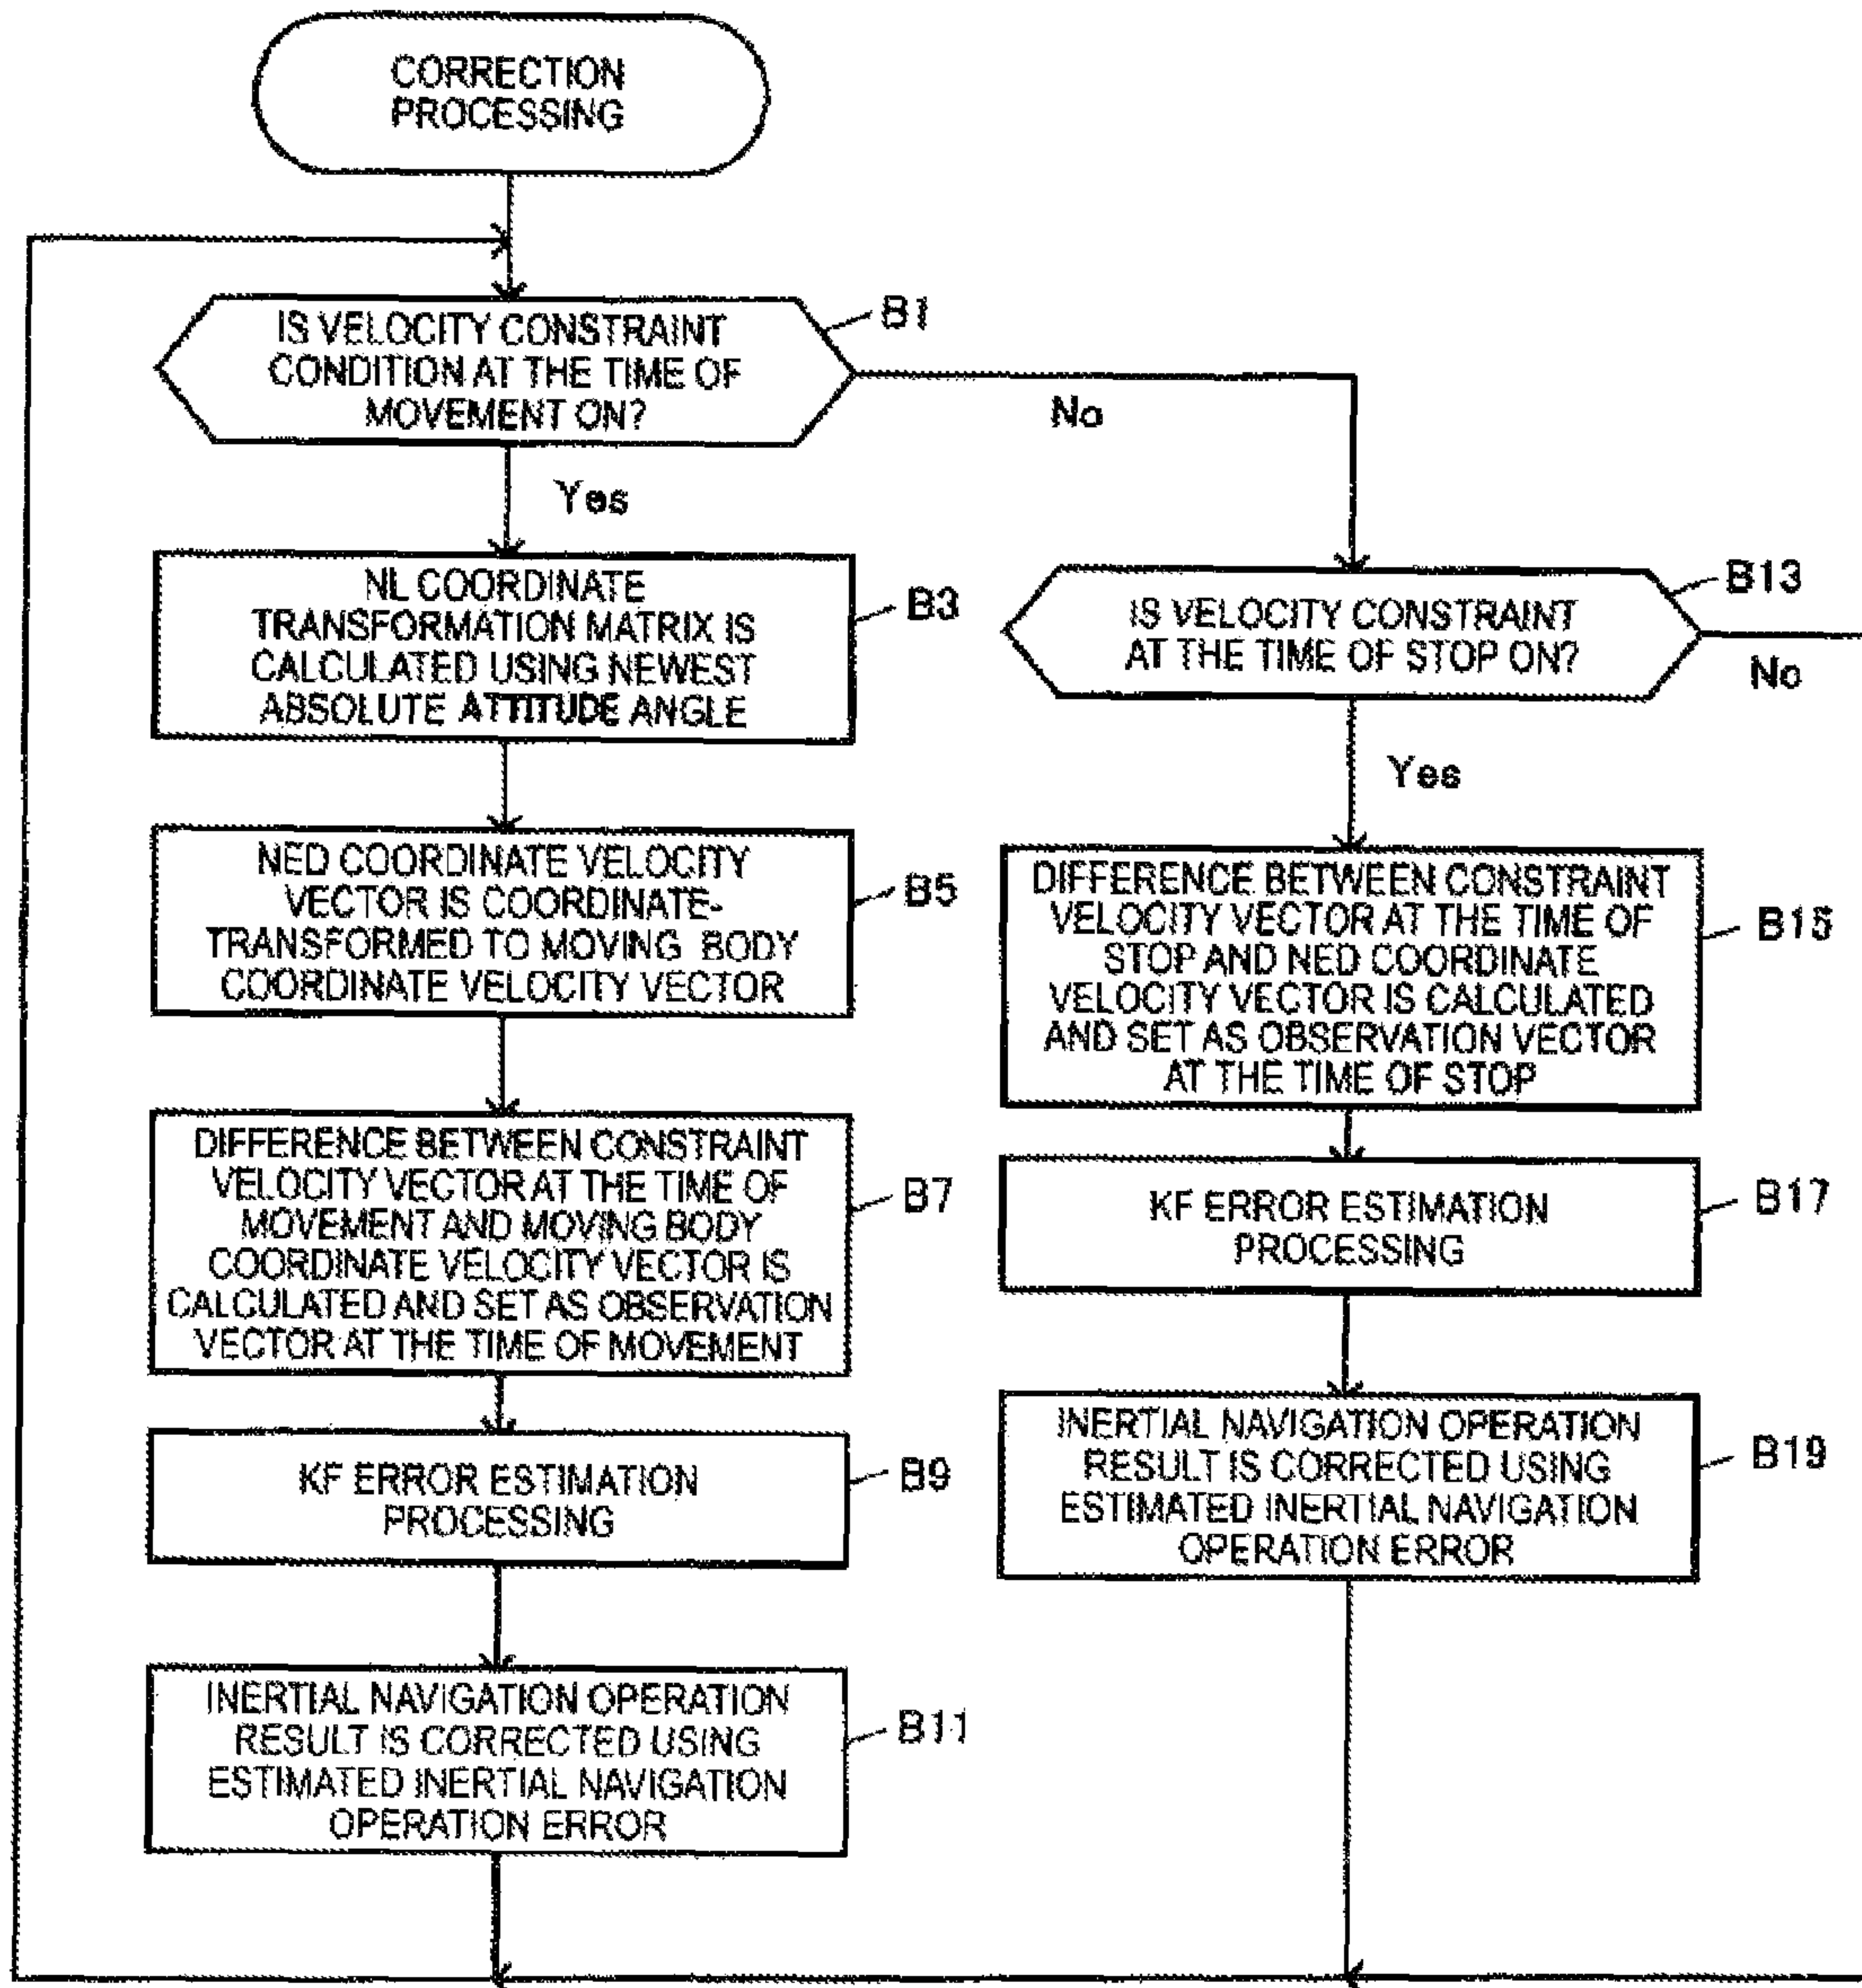 CORRECTION
PROCESSING
IS VELOCITY CONSTRAINT
CONDITION AT THE TIME OF
MOVEMENT ON?
B1
No
Yes
NL COORDINATE
TRANSFORMATION MATRIX IS
CALCULATED USING NEWEST
ABSOLUTE ATTITUDE ANGLE
B3
NED COORDINATE VELOCITY
VECTOR IS COORDINATE-
TRANSFORMED TO MOVING BODY
COORDINATE VELOCITY VECTOR
B5
DIFFERENCE BETWEEN CONSTRAINT
VELOCITY VECTOR AT THE TIME OF
MOVEMENT AND MOVING BODY
COORDINATE VELOCITY VECTOR IS
CALCULATED AND SET AS OBSERVATION
VECTOR AT THE TIME OF MOVEMENT
B7
KF ERROR ESTIMATION
PROCESSING
B9
INERTIAL NAVIGATION OPERATION
RESULT IS CORRECTED USING
ESTIMATED INERTIAL NAVIGATION
OPERATION ERROR
B11
IS VELOCITY CONSTRAINT
AT THE TIME OF STOP ON?
B13
No
Yes
DIFFERENCE BETWEEN CONSTRAINT
VELOCITY VECTOR AT THE TIME OF
STOP AND NED COORDINATE
VELOCITY VECTOR IS CALCULATED
AND SET AS OBSERVATION VECTOR
AT THE TIME OF STOP
B15
KF ERROR ESTIMATION
PROCESSING
B17
INERTIAL NAVIGATION OPERATION
RESULT IS CORRECTED USING
ESTIMATED INERTIAL NAVIGATION
OPERATION ERROR
B19